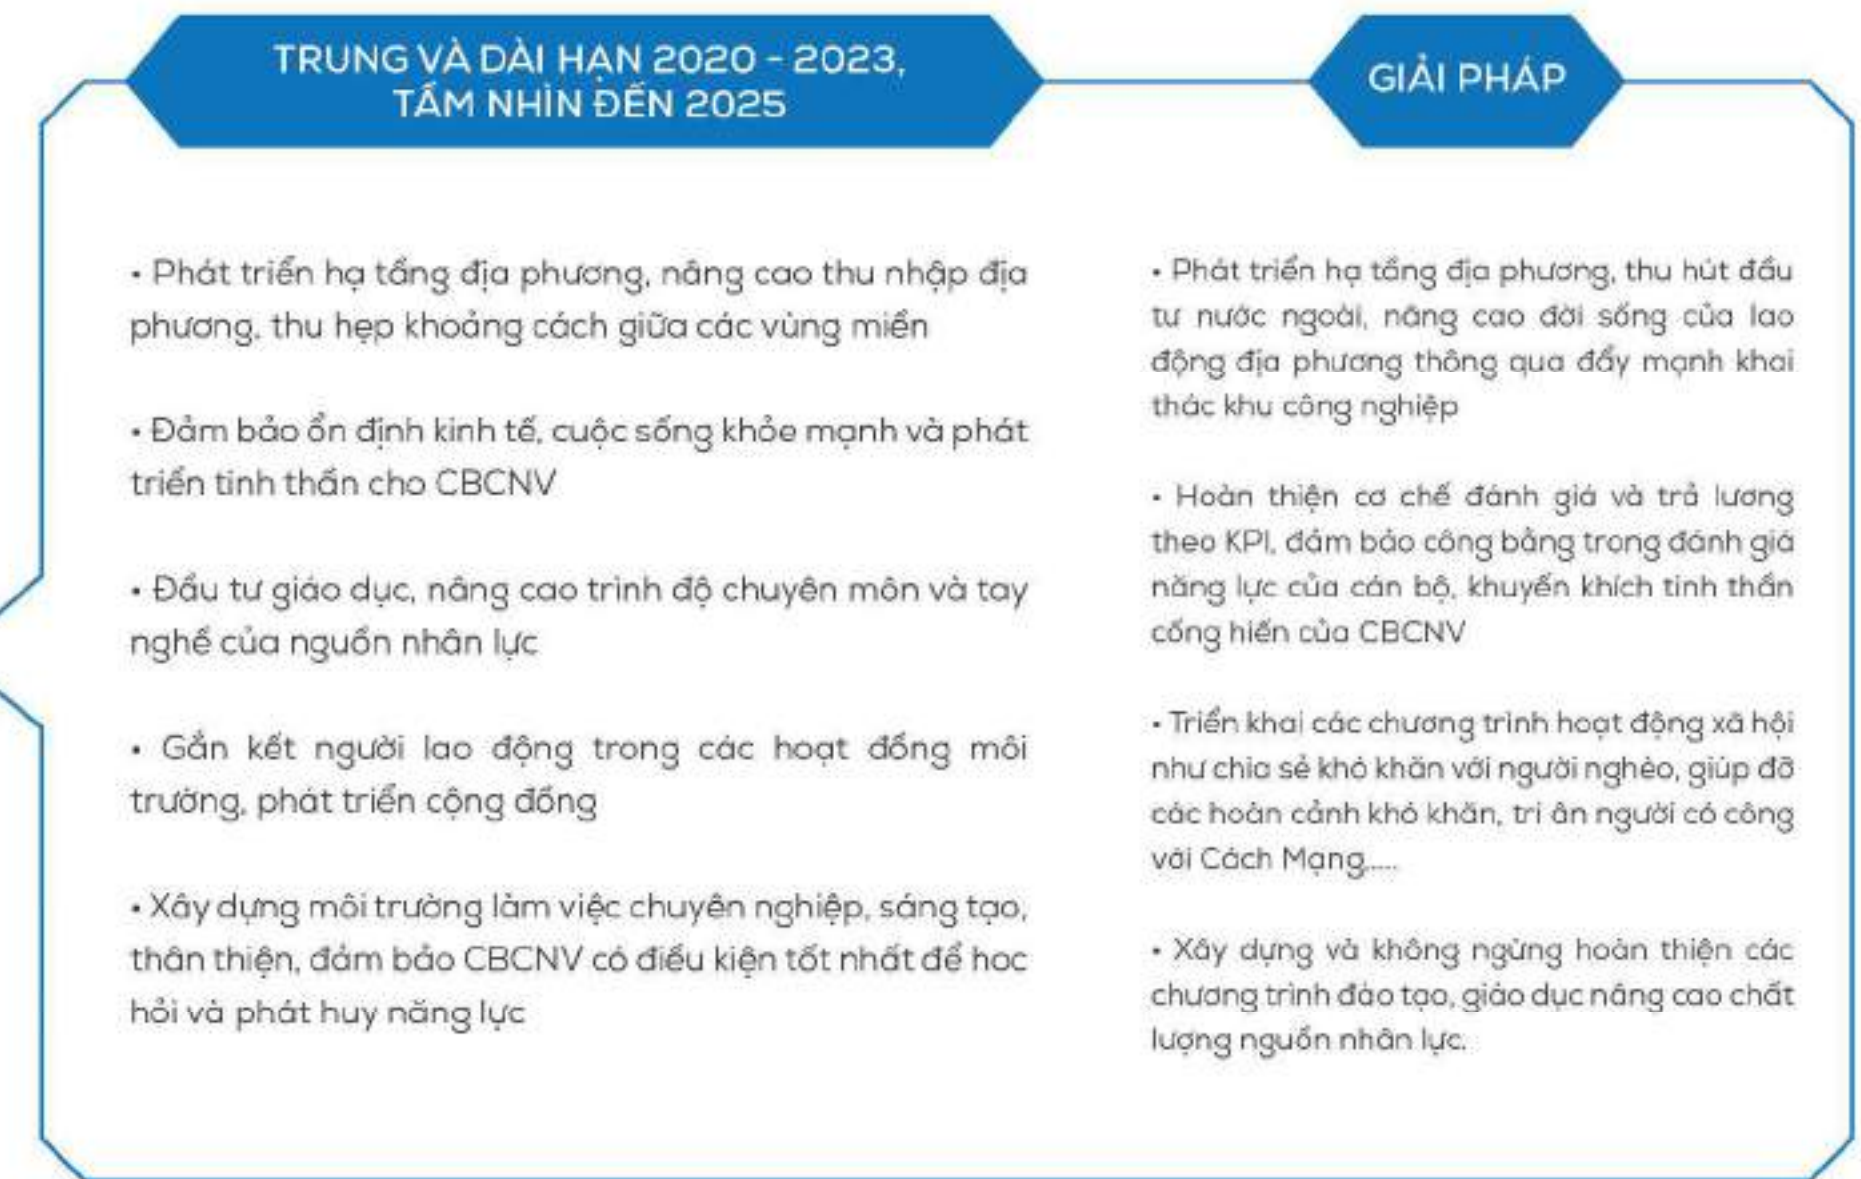 TRUNG VÀ DÀI HẠN 2020 - 2023,
TẦM NHÌN ĐẾN 2025
• Phát triển hạ tầng địa phương, nâng cao thu nhập địa
phương, thu hẹp khoảng cách giữa các vùng miền
• Đảm bảo ổn định kinh tế, cuộc sống khỏe mạnh và phát
triển tinh thần cho CBCNV
• Đầu tư giáo dục, nâng cao trình độ chuyên môn và tay
nghề của nguồn nhân lực
• Gắn kết người lao động trong các hoạt đồng môi
trường, phát triển cộng đồng
• Xây dựng môi trường làm việc chuyên nghiệp, sáng tạo,
thân thiện, đảm bảo CBCNV có điều kiện tốt nhất để học
hỏi và phát huy năng lực
GIẢI PHÁP
• Phát triển hạ tầng địa phương, thu hút đầu
tư nước ngoài, nâng cao đời sống của lao
động địa phương thông qua đẩy mạnh khai
thác khu công nghiệp
• Hoàn thiện cơ chế đánh giá và trả lương
theo KPI, đảm bảo công bằng trong đánh giá
năng lực của cán bộ, khuyến khích tinh thần
cống hiến của CBCNV
• Triển khai các chương trình hoạt động xã hội
như chia sẻ khó khăn với người nghèo, giúp đỡ
các hoàn cảnh khó khăn, tri ân người có công
với Cách Mạng,....
• Xây dựng và không ngừng hoàn thiện các
chương trình đào tạo, giáo dục nâng cao chất
lượng nguồn nhân lực.